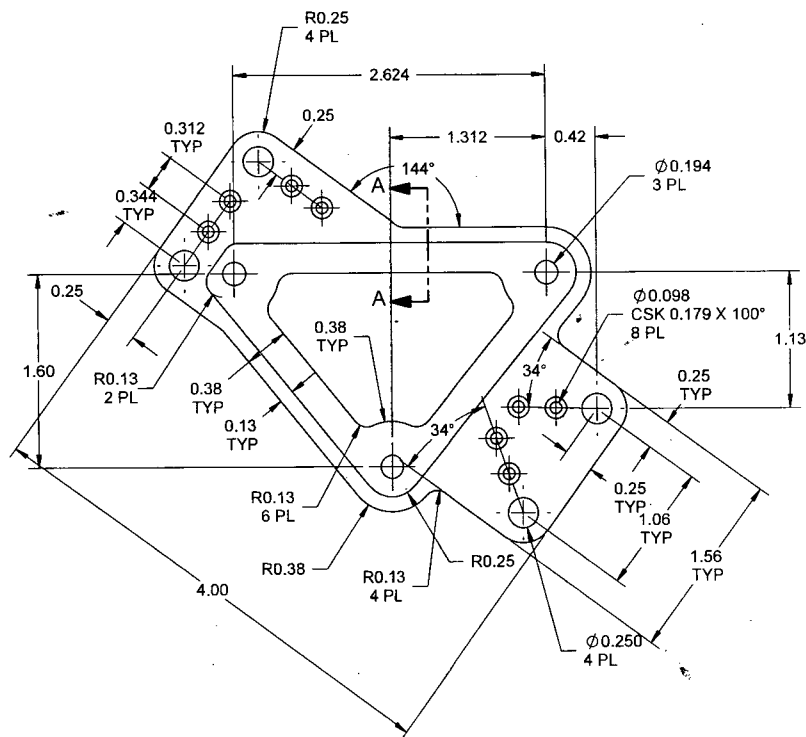 R0.25
4 PL
2.624
0.312
TYP
0.25
1.312
0.42
0.344
TYP
A
144°
Ø0.194
3 PL
A
0.25
0.38
TYP
Ø0.098
CSK 0.179 X 100°
8 PL
1.13
1.60
R0.13
2 PL
0.38
TYP
34°
0.25
TYP
0.13
TYP
34°
R0.13
6 PL
0.25
TYP
1.06
TYP
R0.38
R0.13
4 PL
R0.25
1.56
TYP
4.00
Ø0.250
4 PL